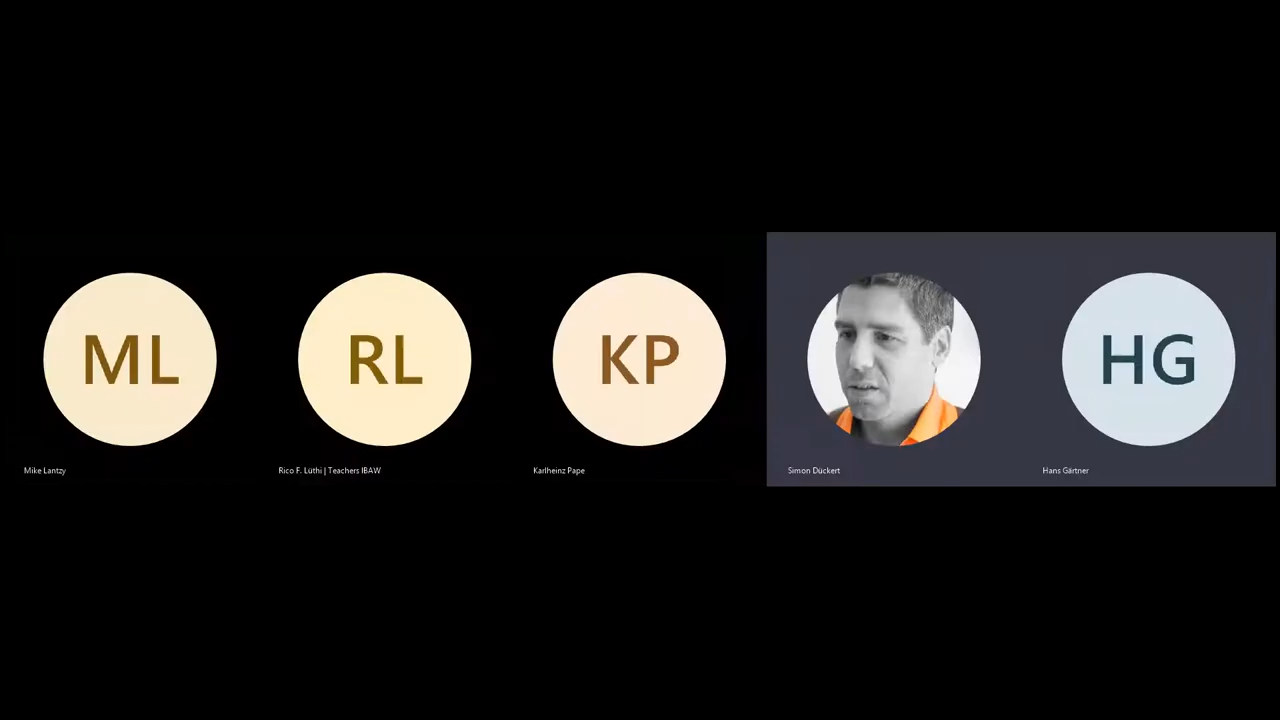 ML
RL
KP
HG
Mike Lantzy
Rico F. Lüthi | Teachers IBAW
Karlheinz Pape
Simon Dückert
Hans Gärtner